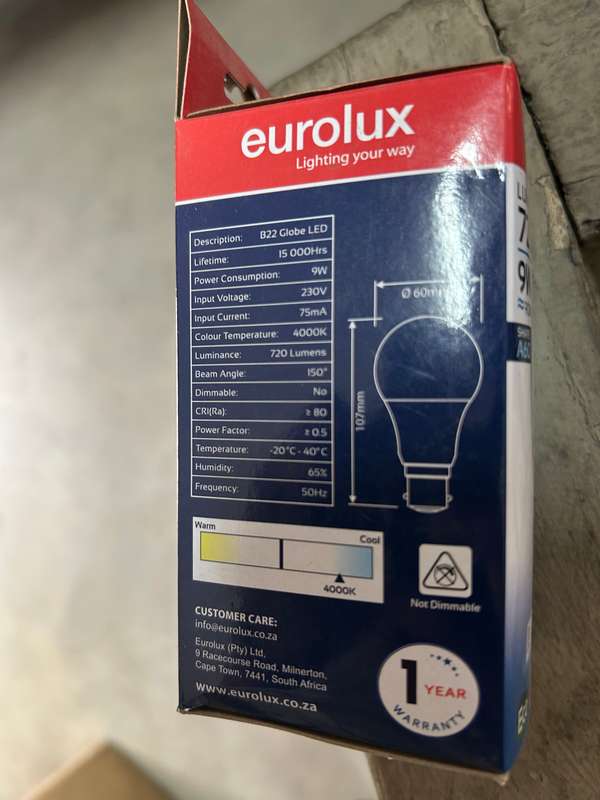 eurolux
Lighting your way
Description: B22 Globe LED
Lifetime: 15 000Hrs
Power Consumption: 9W
Input Voltage: 230V
Input Current: 75mA
Colour Temperature: 4000K
Luminance: 720 Lumens
Beam Angle: 150°
Dimmable: No
CRI(Ra): ≥ 80
Power Factor: ≥ 0.5
Temperature: -20°C - 40°C
Humidity: 65%
Frequency: 50Hz
Ø 60mm
107mm
Warm
Cool
4000K
Not Dimmable
CUSTOMER CARE:
info@eurolux.co.za
Eurolux (Pty) Ltd,
9 Racecourse Road, Milnerton,
Cape Town, 7441, South Africa
www.eurolux.co.za
1 YEAR
WARRANTY